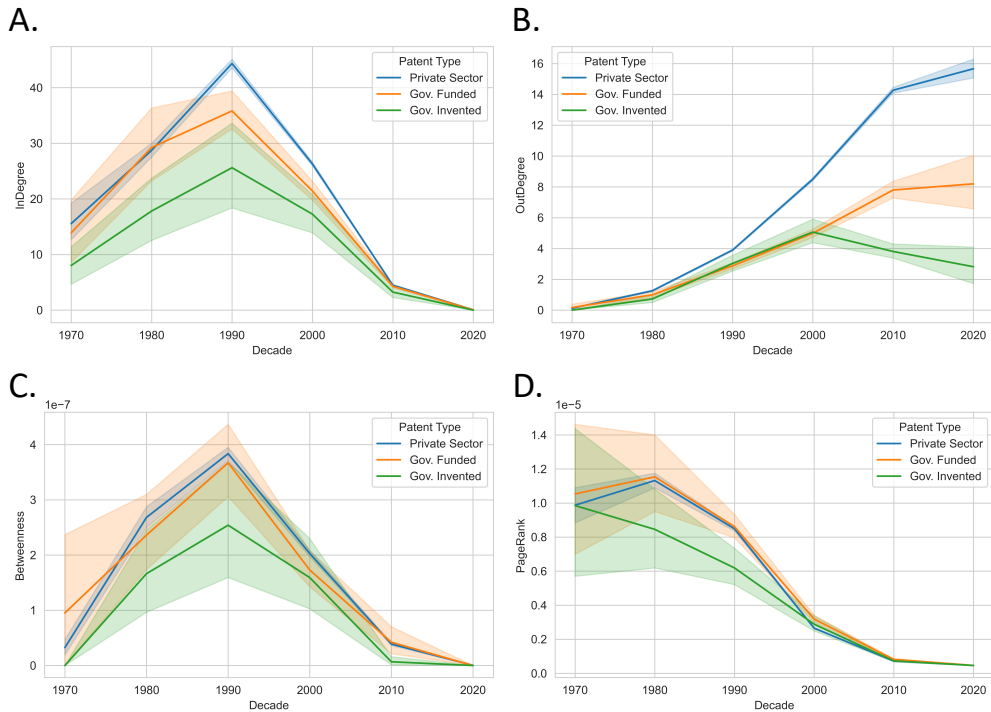 A.
Patent Type
Private Sector
Gov. Funded
Gov. Invented
40
30
20
10
0
InDegree
1970 1980 1990 2000 2010 2020
Decade
B.
Patent Type
Private Sector
Gov. Funded
Gov. Invented
16
14
12
10
8
6
4
2
0
OutDegree
1970 1980 1990 2000 2010 2020
Decade
C.
1e−7
Patent Type
Private Sector
Gov. Funded
Gov. Invented
4
3
2
1
0
Betweenness
1970 1980 1990 2000 2010 2020
Decade
D.
1e−5
Patent Type
Private Sector
Gov. Funded
Gov. Invented
1.4
1.2
1.0
0.8
0.6
0.4
0.2
0.0
PageRank
1970 1980 1990 2000 2010 2020
Decade